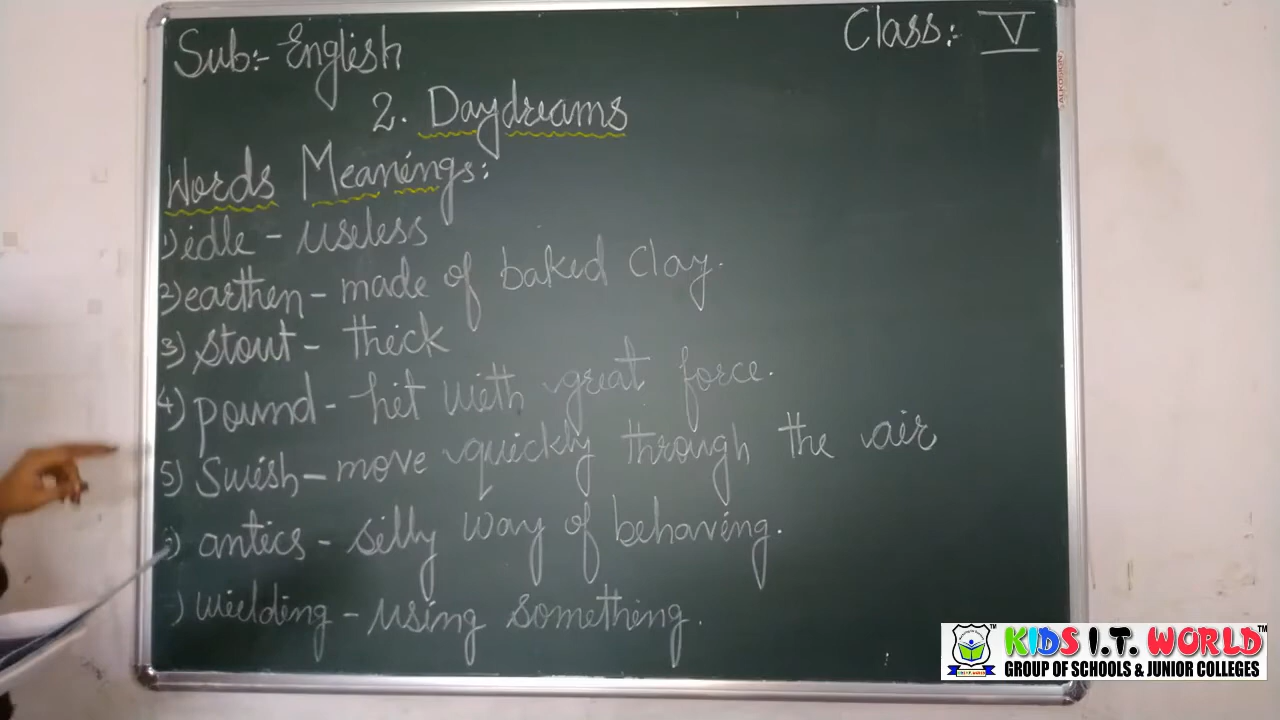 Sub:- English
Class:- V
2. Daydreams
Words Meanings:
1) idle - useless
2) earthen - made of baked clay.
3) stout - thick
4) pound - hit with great force.
5) Swish - move quickly through the air
) antics - silly way of behaving.
) wielding - using something.
ALKOSIGN
KIDS I.T. WORLD™
GROUP OF SCHOOLS & JUNIOR COLLEGES